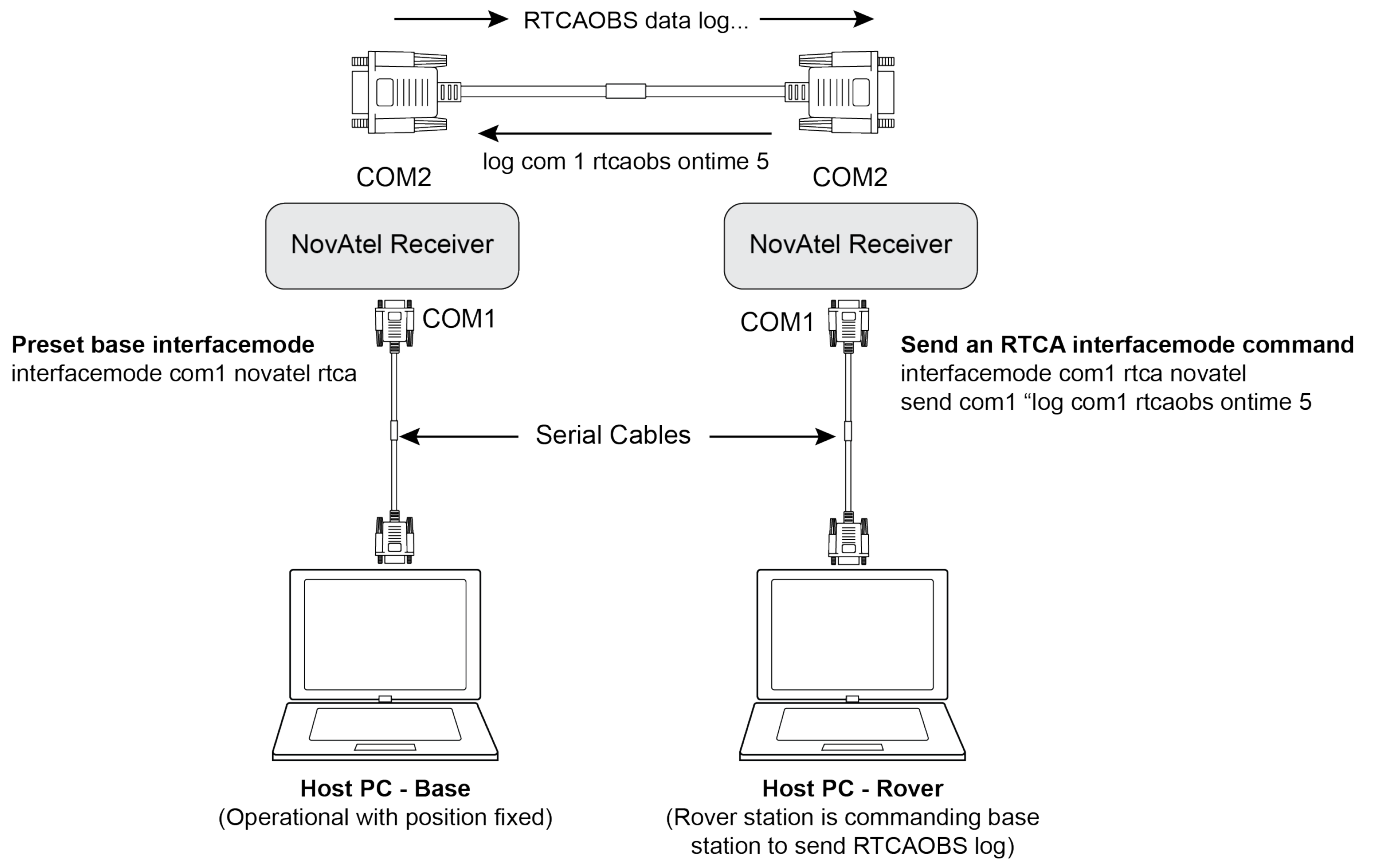 RTCAOBS data log...
log com 1 rtcaobs ontime 5
COM2
COM2
NovAtel Receiver
NovAtel Receiver
COM1
COM1
Preset base interfacemode
interfacemode com1 novatel rtca
Send an RTCA interfacemode command
interfacemode com1 rtca novatel
send com1 “log com1 rtcaobs ontime 5
Serial Cables
Host PC - Base
(Operational with position fixed)
Host PC - Rover
(Rover station is commanding base
station to send RTCAOBS log)